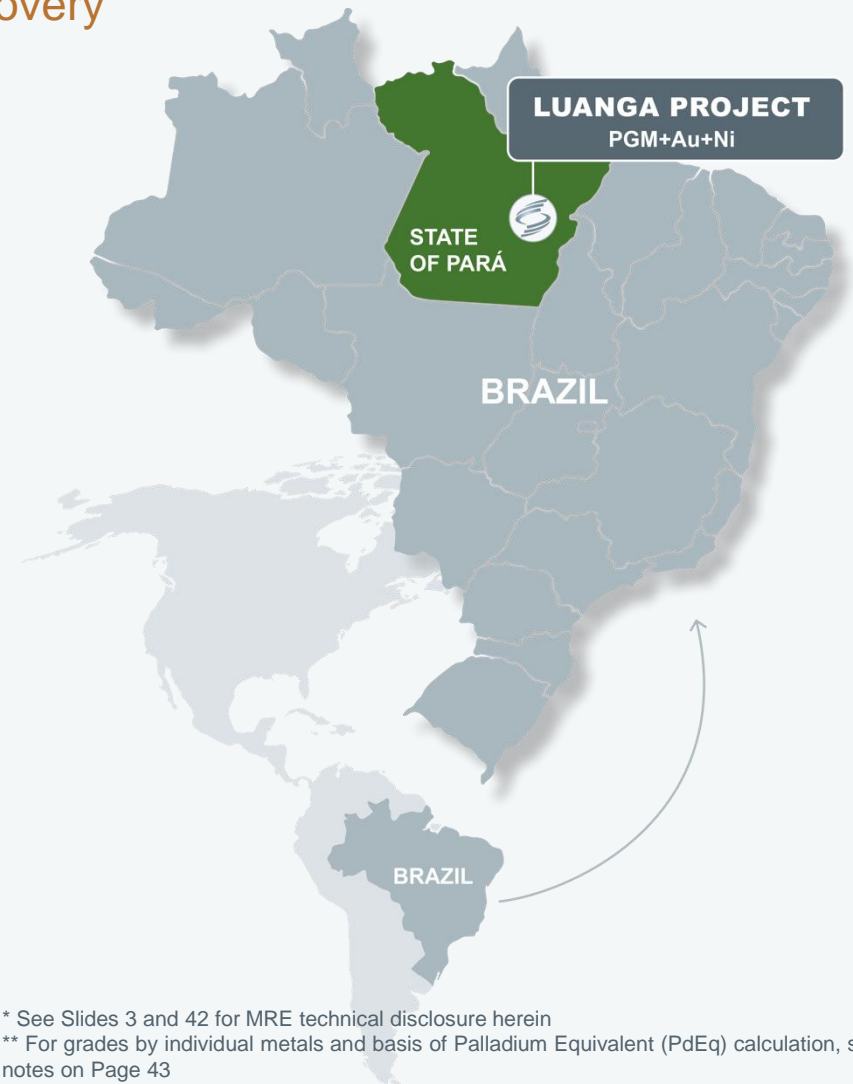 overy
LUANGA PROJECT
PGM+Au+Ni
STATE
OF PARÁ
BRAZIL
BRAZIL
* See Slides 3 and 42 for MRE technical disclosure herein
** For grades by individual metals and basis of Palladium Equivalent (PdEq) calculation, s
notes on Page 43